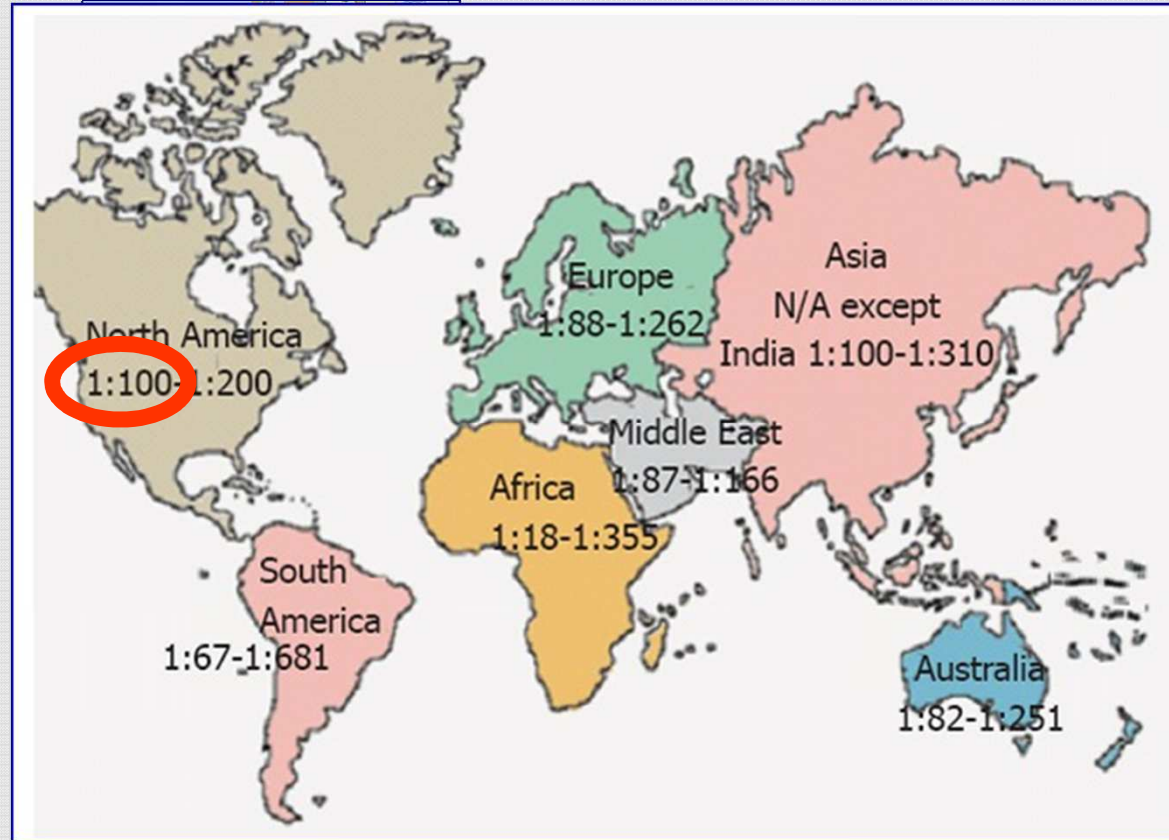 North America
1:100-1:200
Europe
1:88-1:262
Asia
N/A except
India 1:100-1:310
Middle East
1:87-1:166
Africa
1:18-1:355
South
America
1:67-1:681
Australia
1:82-1:251